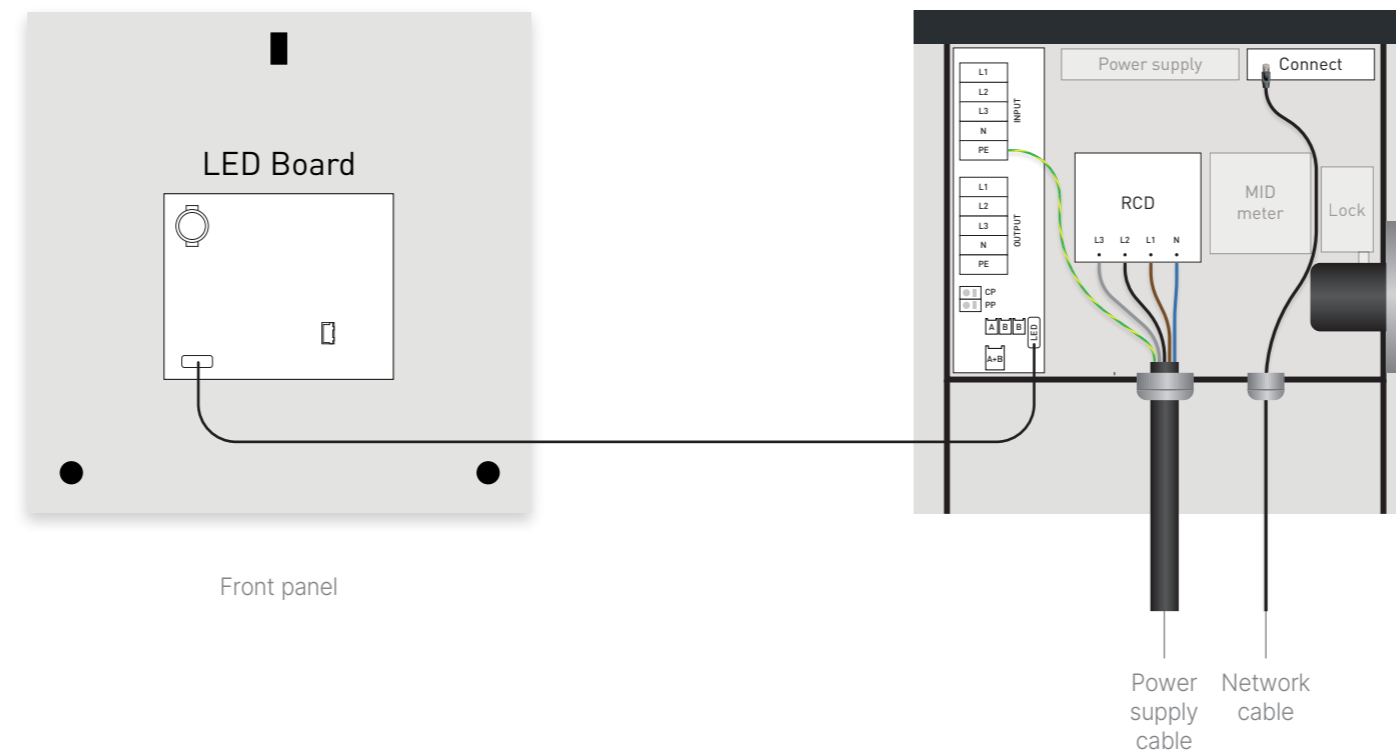 LED Board
Front panel
L1
L2
L3
N
PE
INPUT
L1
L2
L3
N
PE
OUTPUT
CP
PP
A B B LED
A+B
Power supply
Connect
RCD
L3 L2 L1 N
MID
meter
Lock
Power
supply
cable
Network
cable